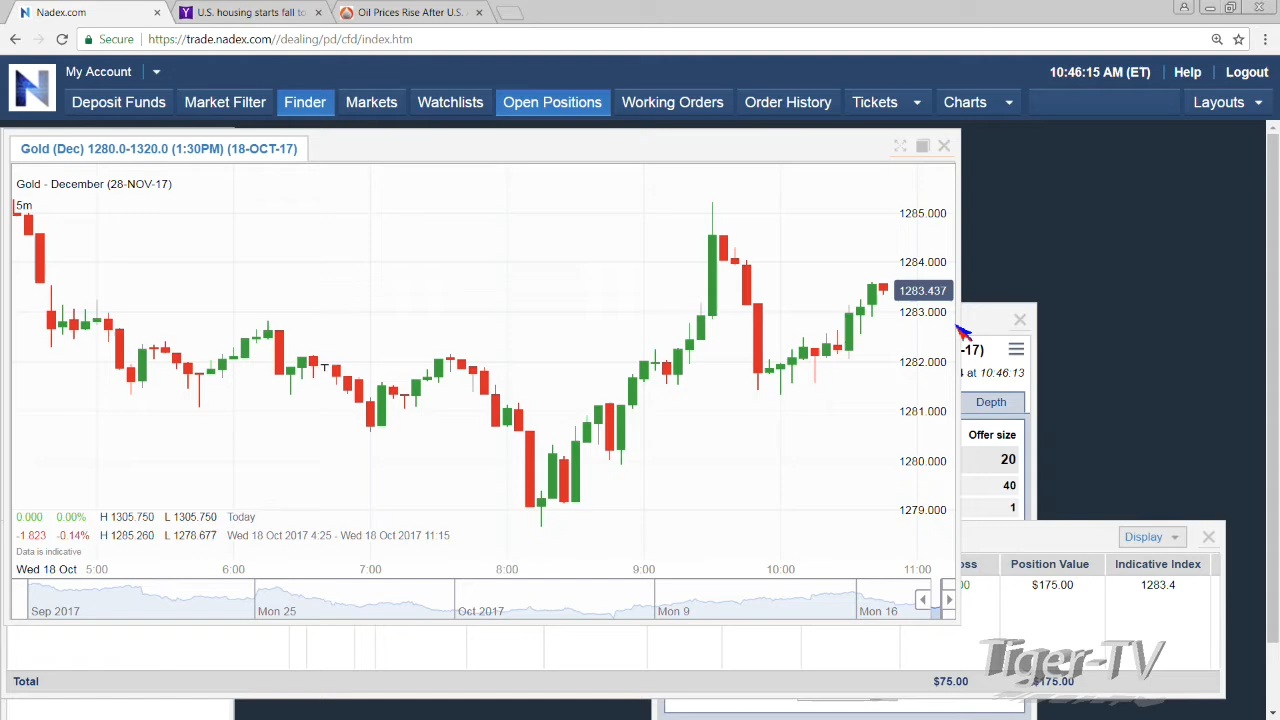 Nadex.com
U.S. housing starts fall to
Oil Prices Rise After U.S.
Secure https://trade.nadex.com//dealing/pd/cfd/index.htm
N
My Account
10:46:15 AM (ET) Help Logout
Deposit Funds Market Filter Finder Markets Watchlists Open Positions Working Orders Order History Tickets Charts Layouts
Gold (Dec) 1280.0-1320.0 (1:30PM) (18-OCT-17)
Gold - December (28-NOV-17)
5m
1285.000
1284.000
1283.437
1283.000
1282.000
1281.000
1280.000
1279.000
0.000 0.00% H 1305.750 L 1305.750 Today
-1.823 -0.14% H 1285.260 L 1278.677 Wed 18 Oct 2017 4:25 - Wed 18 Oct 2017 11:15
Data is indicative
Wed 18 Oct 5:00 6:00 7:00 8:00 9:00 10:00 11:00
Sep 2017 Mon 25 Oct 2017 Mon 9 Mon 16
-17)
4 at 10:46:13
Depth
Offer size
20
40
1
Display
oss Position Value Indicative Index
00 $175.00 1283.4
Total $75.00 $175.00
Tiger-TV